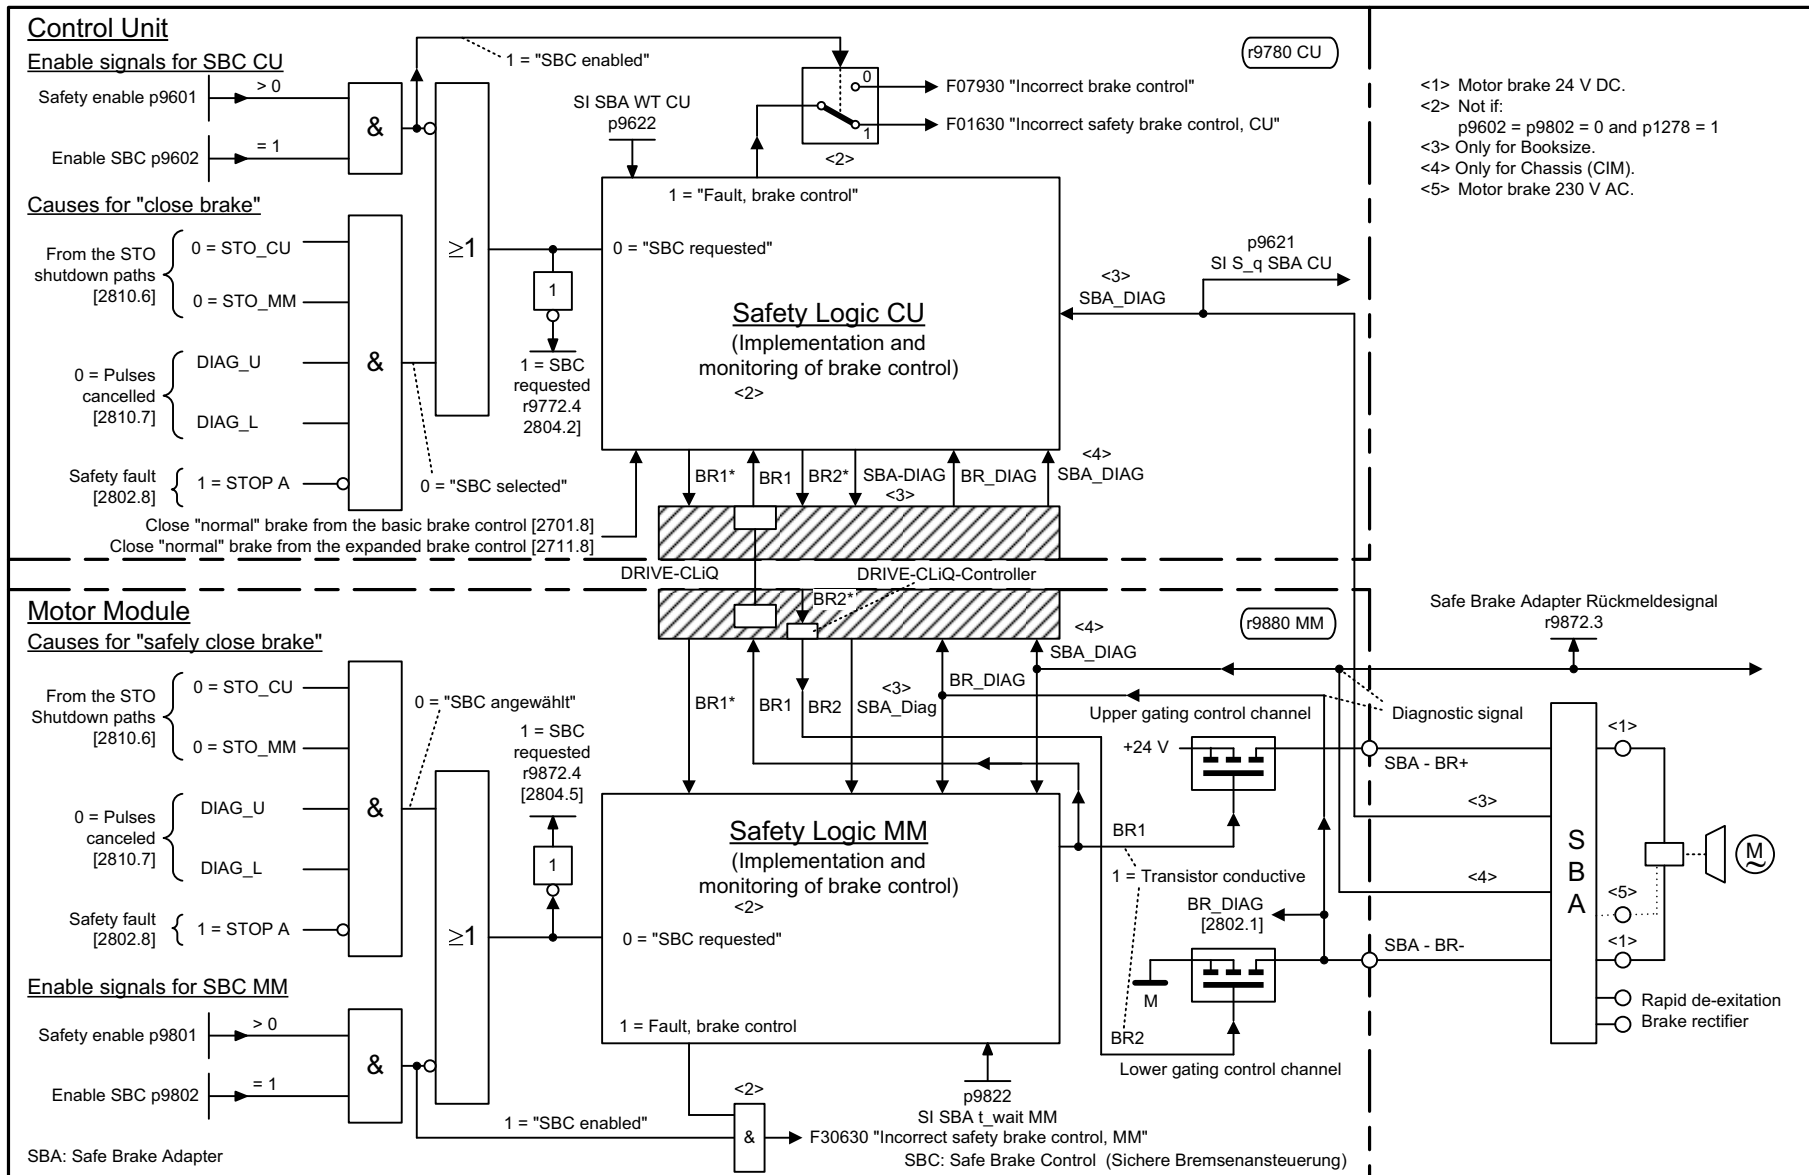 Control Unit
Enable signals for SBC CU
Safety enable p9601
> 0
Enable SBC p9602
= 1
&
1 = "SBC enabled"
SI SBA WT CU
p9622
0
1
<2>
F07930 "Incorrect brake control"
F01630 "Incorrect safety brake control, CU"
r9780 CU
<1> Motor brake 24 V DC.
<2> Not if:
p9602 = p9802 = 0 and p1278 = 1
<3> Only for Booksize.
<4> Only for Chassis (CIM).
<5> Motor brake 230 V AC.
Causes for "close brake"
From the STO
shutdown paths
[2810.6]
0 = STO_CU
0 = STO_MM
0 = Pulses
cancelled
[2810.7]
DIAG_U
DIAG_L
Safety fault
[2802.8]
1 = STOP A
&
0 = "SBC selected"
≥1
1
1 = SBC
requested
r9772.4
2804.2]
1 = "Fault, brake control"
0 = "SBC requested"
Safety Logic CU
(Implementation and
monitoring of brake control)
<2>
<3>
SBA_DIAG
p9621
SI S_q SBA CU
Close "normal" brake from the basic brake control [2701.8]
Close "normal" brake from the expanded brake control [2711.8]
BR1*
BR1
BR2*
SBA-DIAG
<3>
BR_DIAG
<4>
SBA_DIAG
DRIVE-CLiQ
DRIVE-CLiQ-Controller
BR2*
Motor Module
Causes for "safely close brake"
From the STO
Shutdown paths
[2810.6]
0 = STO_CU
0 = STO_MM
0 = Pulses
canceled
[2810.7]
DIAG_U
DIAG_L
Safety fault
[2802.8]
1 = STOP A
&
0 = "SBC angewählt"
≥1
1 = SBC
requested
r9872.4
[2804.5]
1
BR1*
BR1
BR2
<3>
SBA_Diag
BR_DIAG
<4>
SBA_DIAG
r9880 MM
Safe Brake Adapter Rückmeldesignal
r9872.3
Diagnostic signal
Upper gating control channel
+24 V
SBA - BR+
<3>
<4>
Safety Logic MM
(Implementation and
monitoring of brake control)
<2>
0 = "SBC requested"
1 = Fault, brake control
BR1
1 = Transistor conductive
BR_DIAG
[2802.1]
SBA - BR-
M
BR2
Lower gating control channel
S
B
A
<1>
<5>
<1>
M
~
Rapid de-exitation
Brake rectifier
Enable signals for SBC MM
Safety enable p9801
> 0
Enable SBC p9802
= 1
&
1 = "SBC enabled"
<2>
&
F30630 "Incorrect safety brake control, MM"
p9822
SI SBA t_wait MM
SBA: Safe Brake Adapter
SBC: Safe Brake Control (Sichere Bremsenansteuerung)